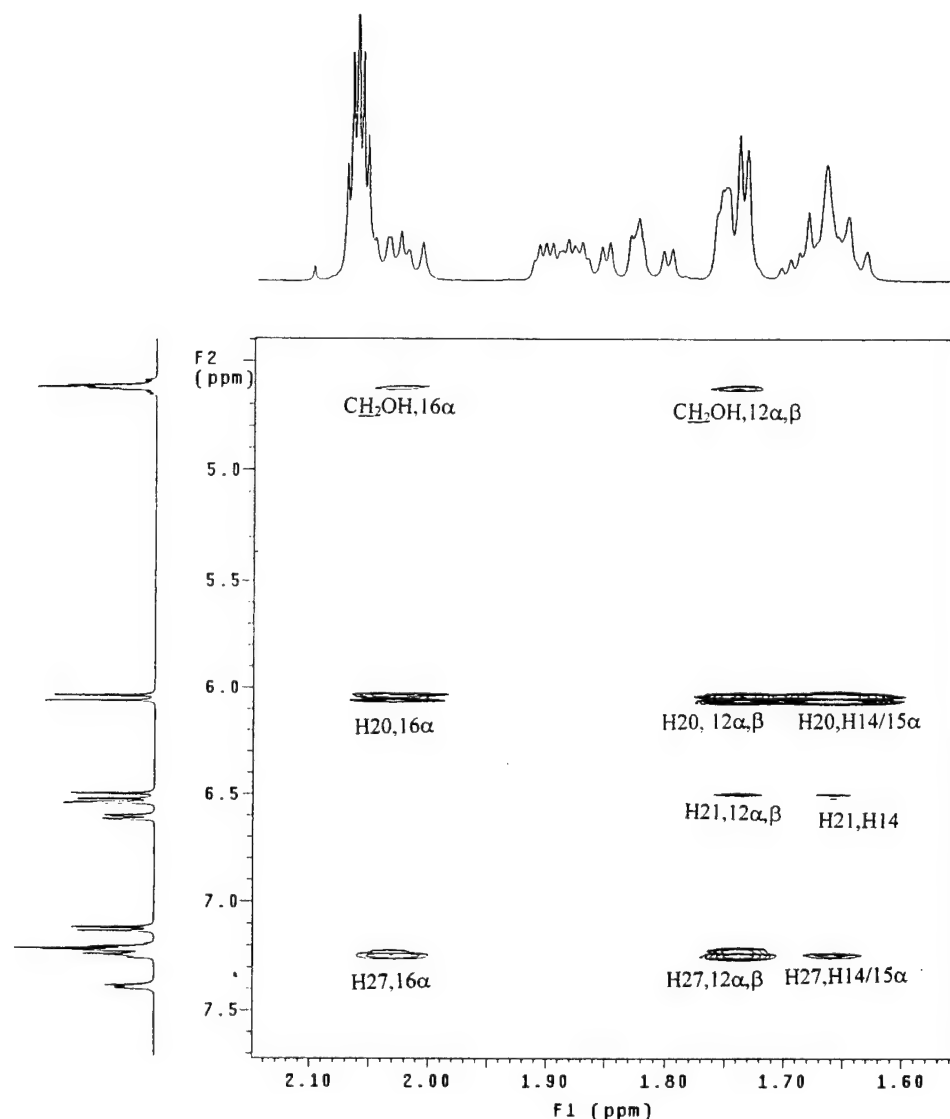 F2
(ppm)
CH₂OH,16α
CH₂OH,12α,β
5.0
5.5
6.0
H20,16α
H20, 12α,β
H20,H14/15α
6.5
H21,12α,β
H21,H14
7.0
H27,16α
H27,12α,β
H27,H14/15α
7.5
2.10
2.00
1.90
1.80
1.70
1.60
F1 (ppm)